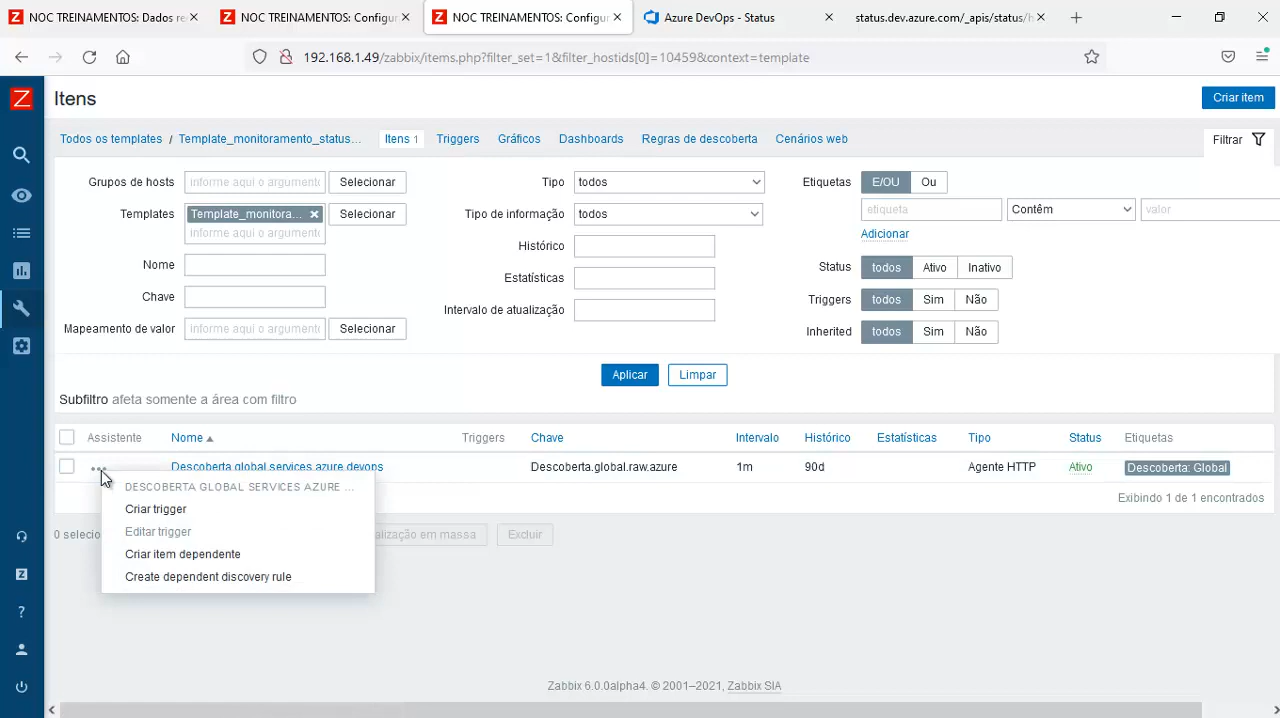 NOC TREINAMENTOS: Dados re
NOC TREINAMENTOS: Configur
NOC TREINAMENTOS: Configur
Azure DevOps - Status
status.dev.azure.com/_apis/status/h
192.168.1.49/zabbix/items.php?filter_set=1&filter_hostids[0]=10459&context=template
Itens
Criar item
Todos os templates / Template_monitoramento_status... Itens 1 Triggers Gráficos Dashboards Regras de descoberta Cenários web
Filtrar
Grupos de hosts informe aqui o argumento Selecionar Tipo todos Etiquetas E/OU Ou
Templates Template_monitora... Selecionar Tipo de informação todos etiqueta Contêm valor
informe aqui o argumento
Histórico
Adicionar
Nome
Estatísticas
Status todos Ativo Inativo
Chave
Intervalo de atualização
Triggers todos Sim Não
Mapeamento de valor informe aqui o argumento Selecionar
Inherited todos Sim Não
Aplicar Limpar
Subfiltro afeta somente a área com filtro
Assistente Nome Triggers Chave Intervalo Histórico Estatísticas Tipo Status Etiquetas
Descoberta global services azure devops Descoberta.global.raw.azure 1m 90d Agente HTTP Ativo Descoberta: Global
DESCOBERTA GLOBAL SERVICES AZURE ...
Exibindo 1 de 1 encontrados
Criar trigger
Editar trigger
0 selecio
alização em massa Excluir
Criar item dependente
Create dependent discovery rule
Zabbix 6.0.0alpha4. © 2001–2021, Zabbix SIA